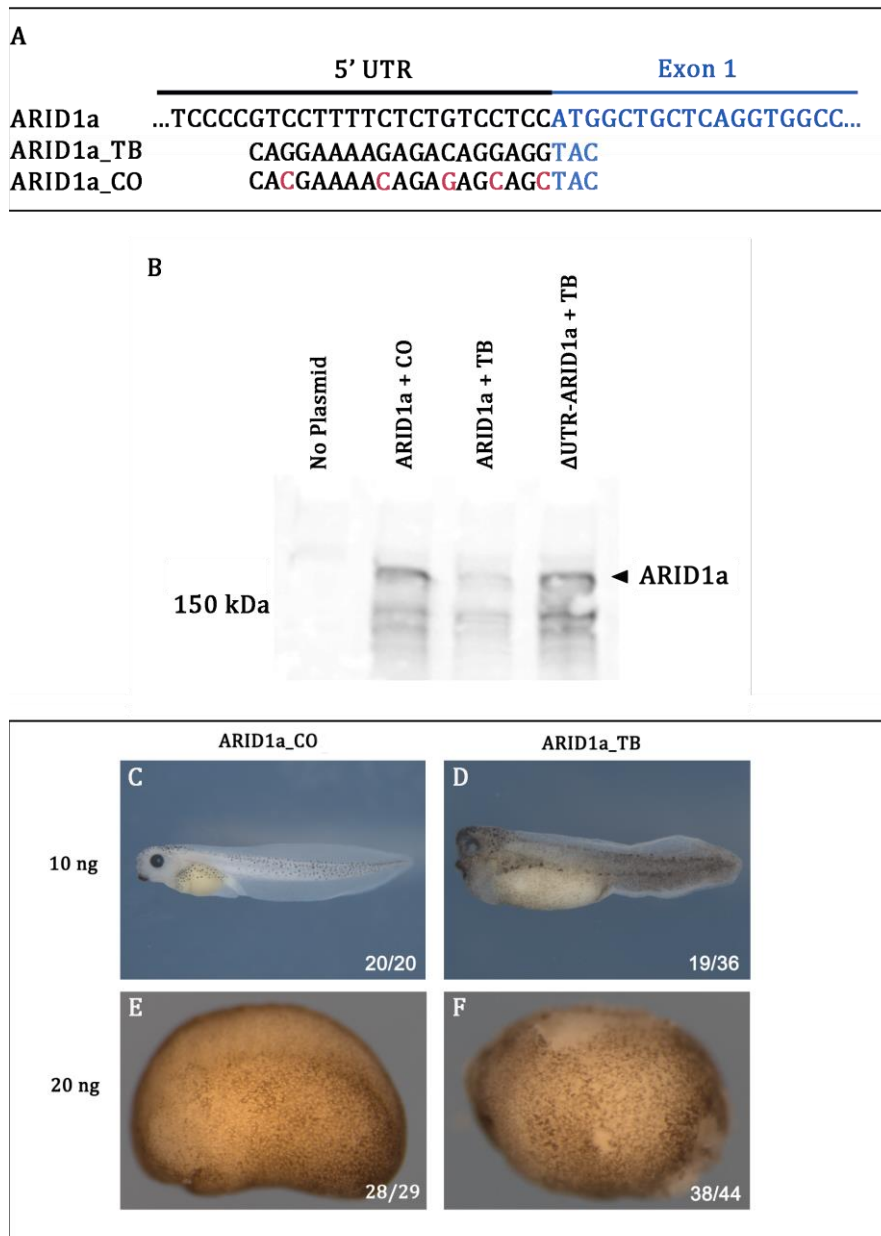 A
5' UTR Exon 1
ARID1a ...TCCCCGTCCTTTTCTCTGTCCTCCATGGCTGCTCAGGTGGCC...
ARID1a_TB CAGGAAAAGAGACAGGAGGTAC
ARID1a_CO CACGAAAACAGAGAGCAGCTAC
B
No Plasmid
ARID1a + CO
ARID1a + TB
ΔUTR-ARID1a + TB
150 kDa
ARID1a
ARID1a_CO ARID1a_TB
10 ng
C
20/20
D
19/36
20 ng
E
28/29
F
38/44